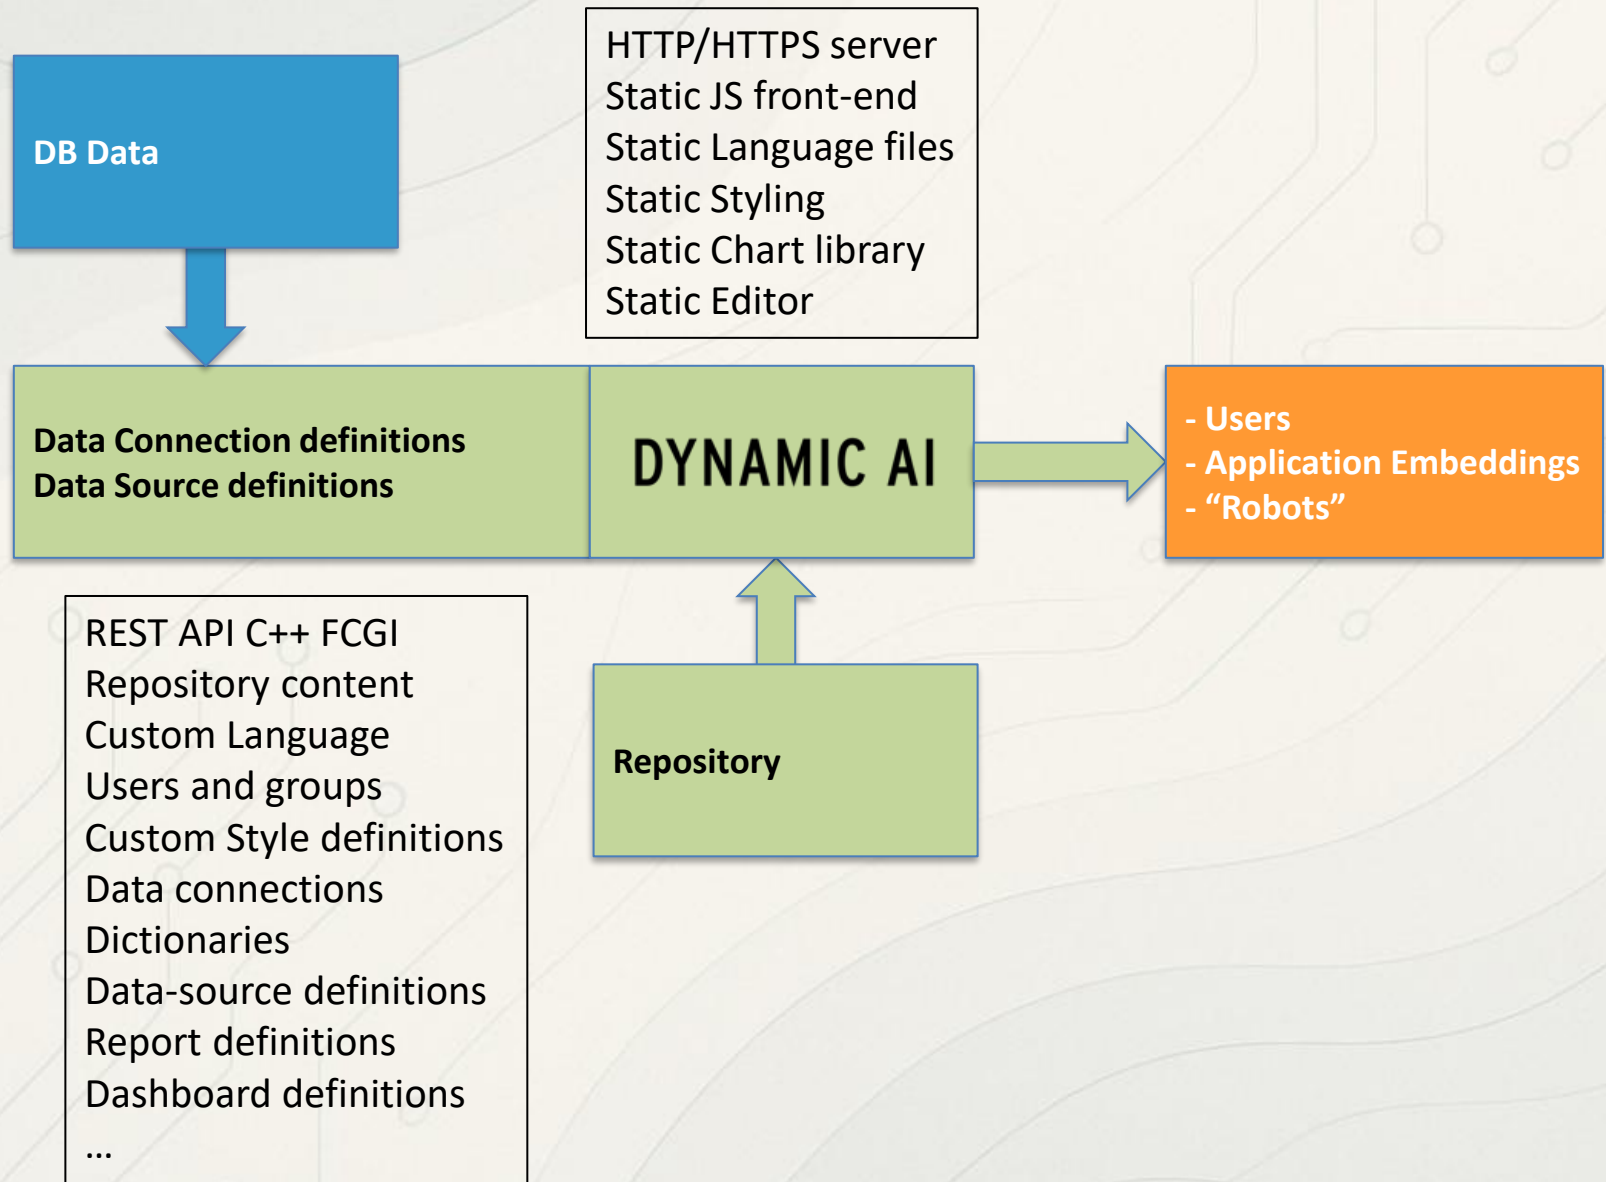 HTTP/HTTPS server
Static JS front-end
Static Language files
Static Styling
Static Chart library
Static Editor
DB Data
Data Connection definitions
Data Source definitions
DYNAMIC AI
- Users
- Application Embeddings
- “Robots”
REST API C++ FCGI
Repository content
Custom Language
Users and groups
Custom Style definitions
Data connections
Dictionaries
Data-source definitions
Report definitions
Dashboard definitions
...
Repository